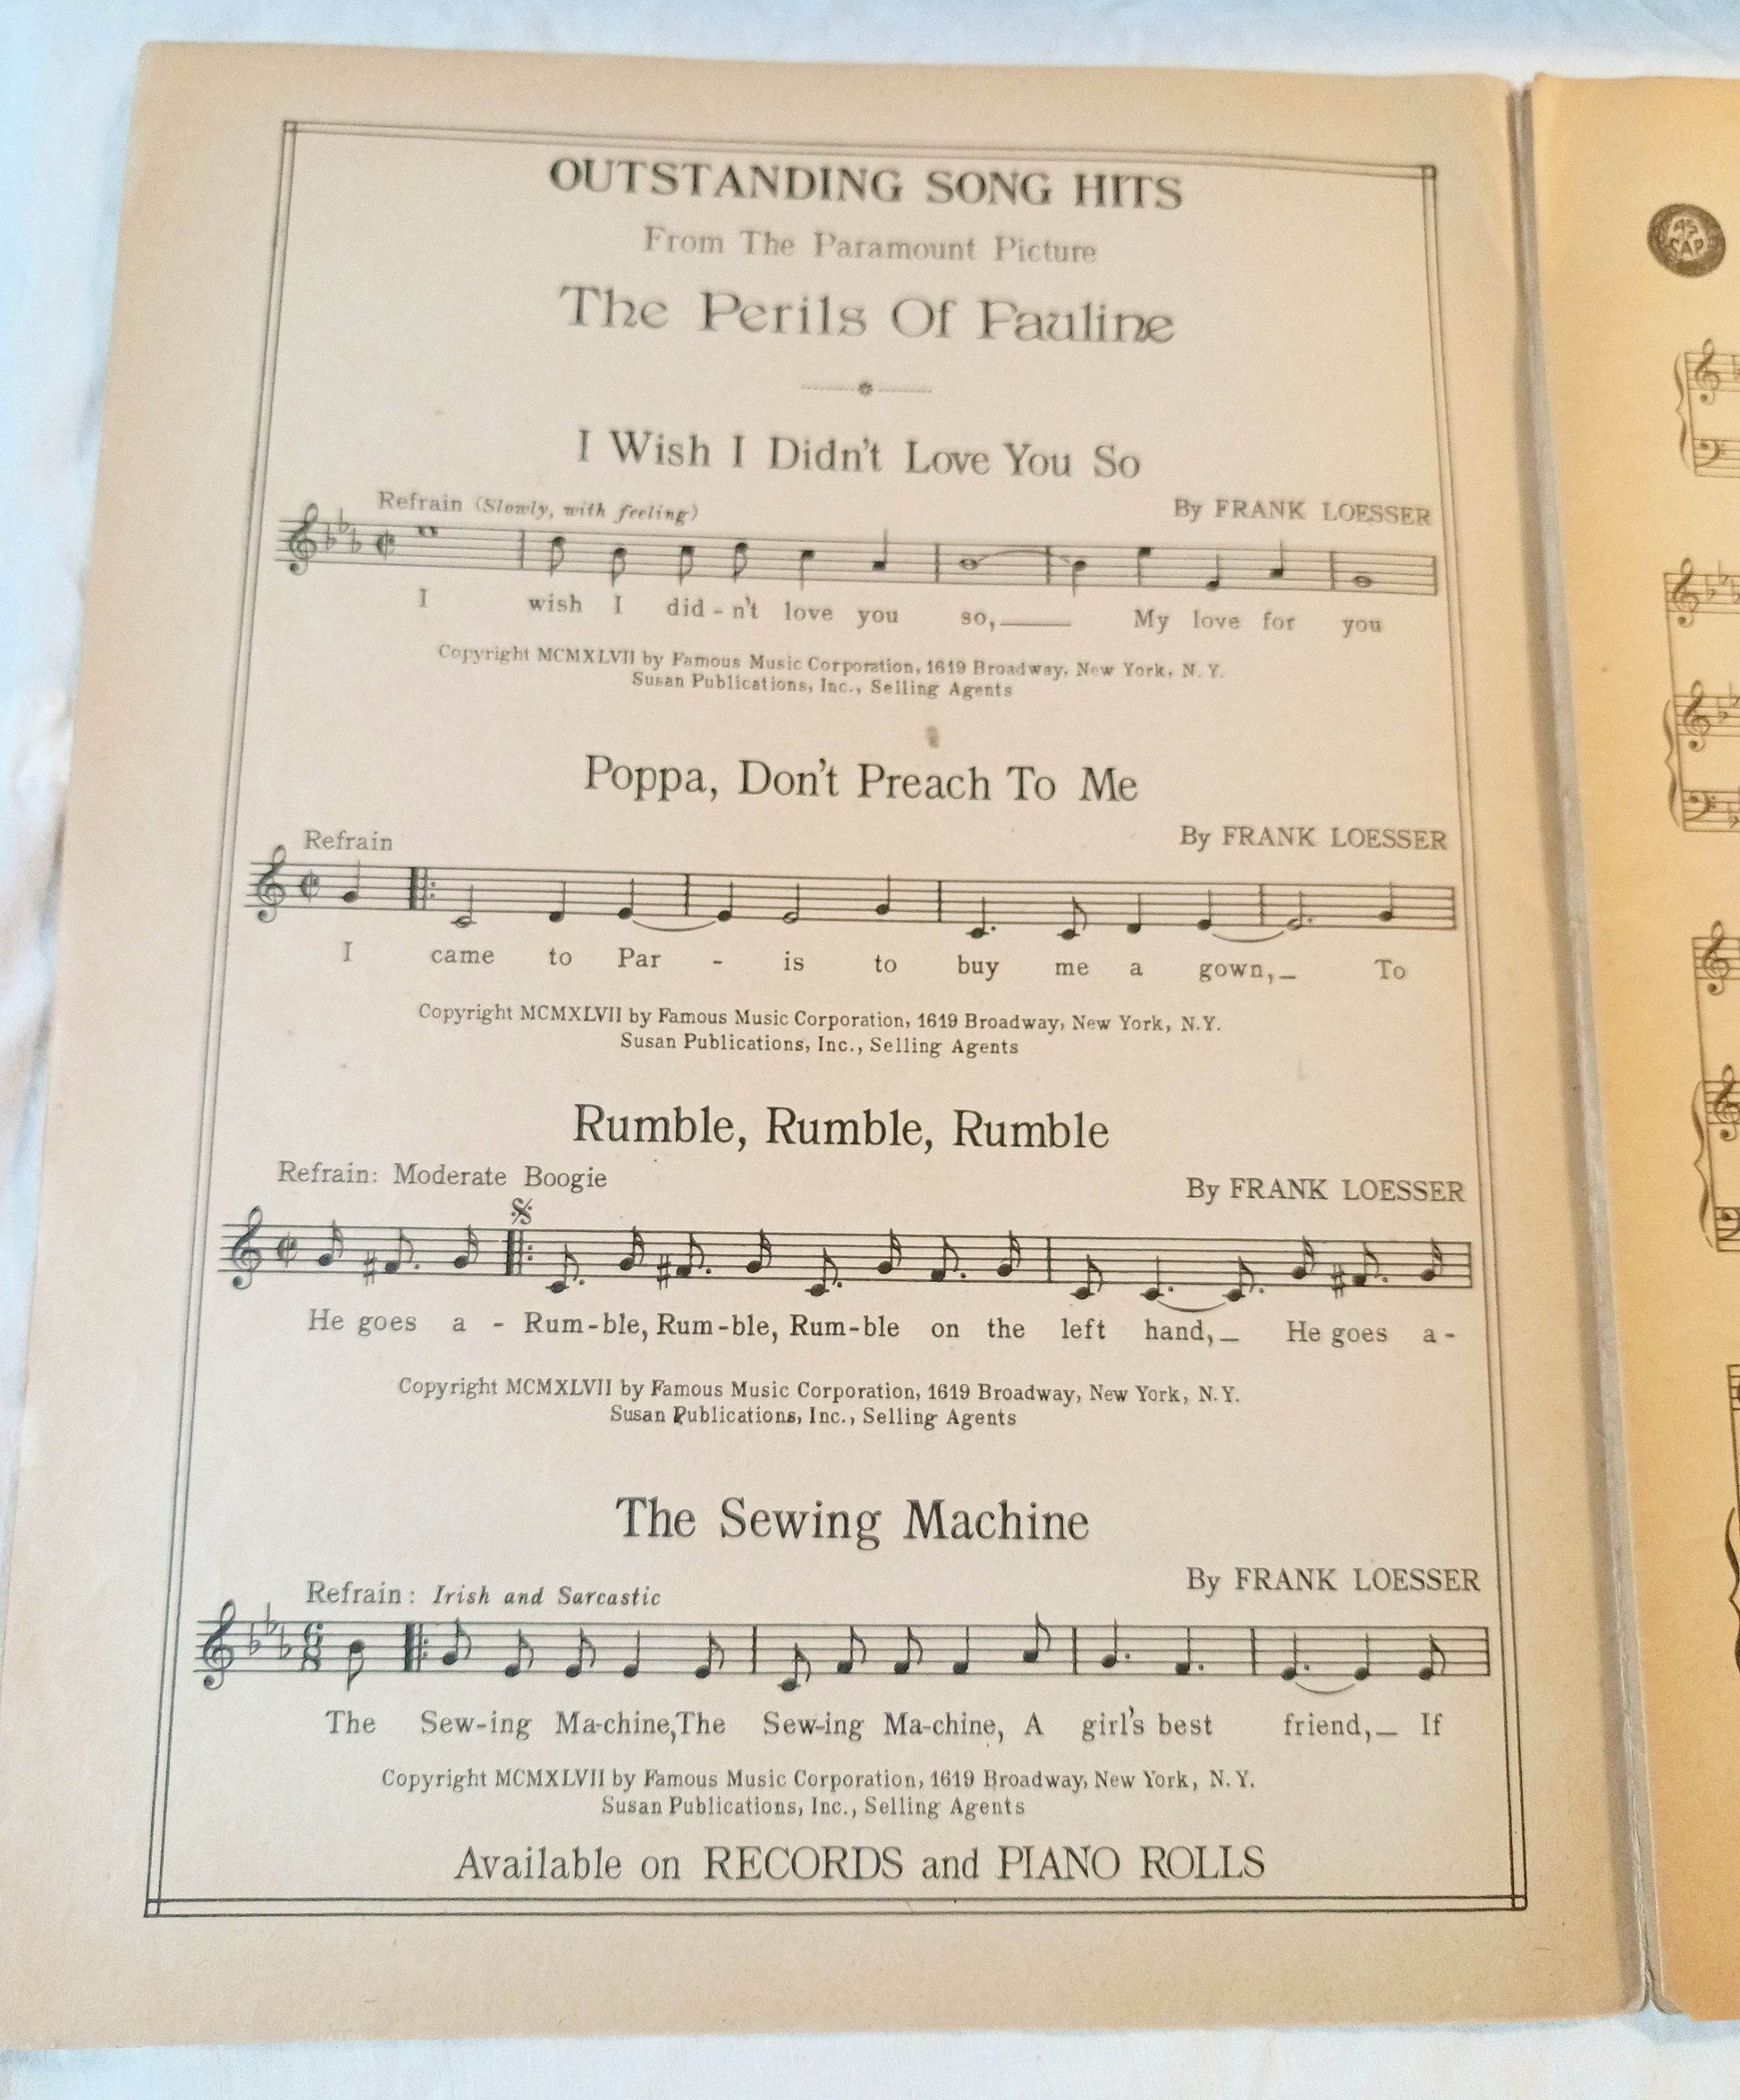 OUTSTANDING SONG HITS
From The Paramount Picture
The Perils Of Pauline
I Wish I Didn't Love You So
Refrain (Slowly, with feeling)
By FRANK LOESSER
I wish I did - n't love you so, My love for you
Copyright MCMXLVII by Famous Music Corporation, 1619 Broadway, New York, N. Y.
Susan Publications, Inc., Selling Agents
Poppa, Don't Preach To Me
Refrain
By FRANK LOESSER
I came to Par - is to buy me a gown, To
Copyright MCMXLVII by Famous Music Corporation, 1619 Broadway, New York, N.Y.
Susan Publications, Inc., Selling Agents
Rumble, Rumble, Rumble
Refrain: Moderate Boogie
By FRANK LOESSER
He goes a - Rum-ble, Rum-ble, Rum-ble on the left hand, He goes a-
Copyright MCMXLVII by Famous Music Corporation, 1619 Broadway, New York, N.Y.
Susan Publications, Inc., Selling Agents
The Sewing Machine
Refrain: Irish and Sarcastic
By FRANK LOESSER
6
8
The Sew-ing Ma-chine, The Sew-ing Ma-chine, A girl's best friend, If
Copyright MCMXLVII by Famous Music Corporation, 1619 Broadway, New York, N. Y.
Susan Publications, Inc., Selling Agents
Available on RECORDS and PIANO ROLLS
AS
CAP